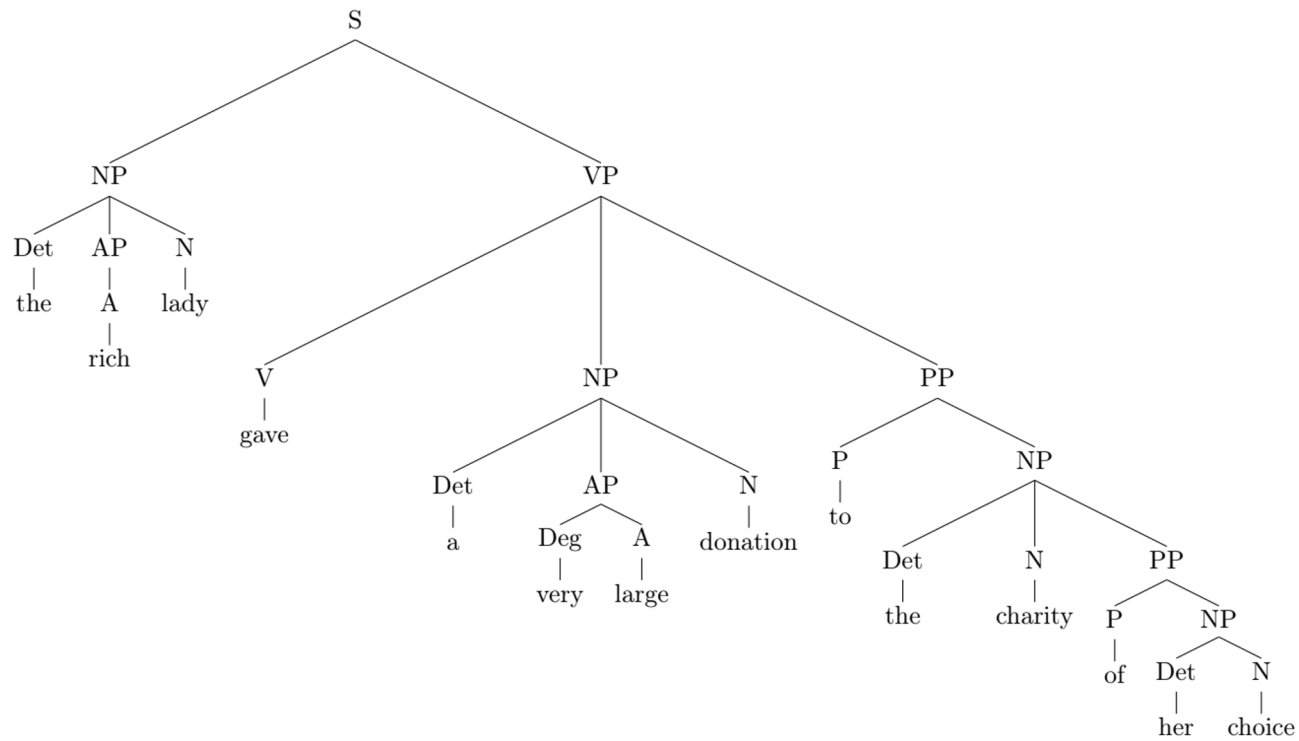 S
NP VP
Det AP N
the A lady
rich
V NP PP
gave
P NP
to
Det AP N
a Deg A donation
very large
Det N PP
the charity
P NP
of
Det N
her choice